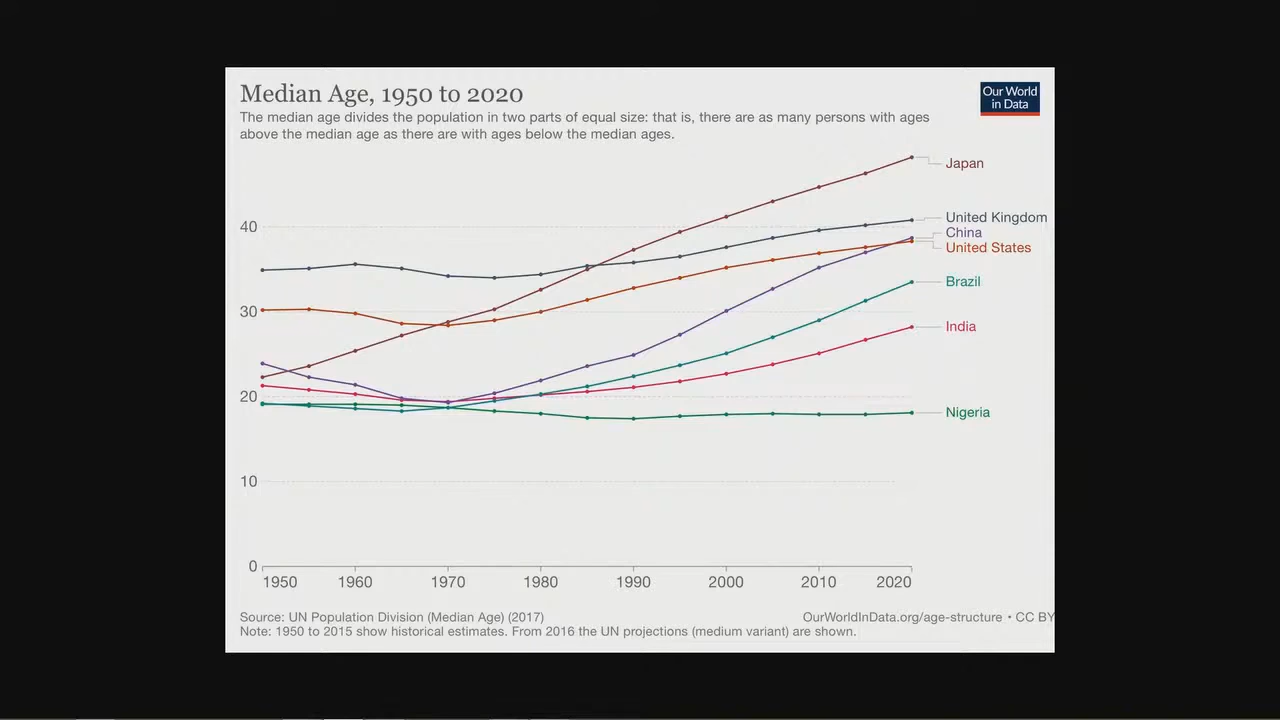 Median Age, 1950 to 2020
Our World
in Data
The median age divides the population in two parts of equal size: that is, there are as many persons with ages
above the median age as there are with ages below the median ages.
Japan
40
United Kingdom
China
United States
30
Brazil
India
20
Nigeria
10
0
1950 1960 1970 1980 1990 2000 2010 2020
Source: UN Population Division (Median Age) (2017)
OurWorldInData.org/age-structure • CC BY
Note: 1950 to 2015 show historical estimates. From 2016 the UN projections (medium variant) are shown.